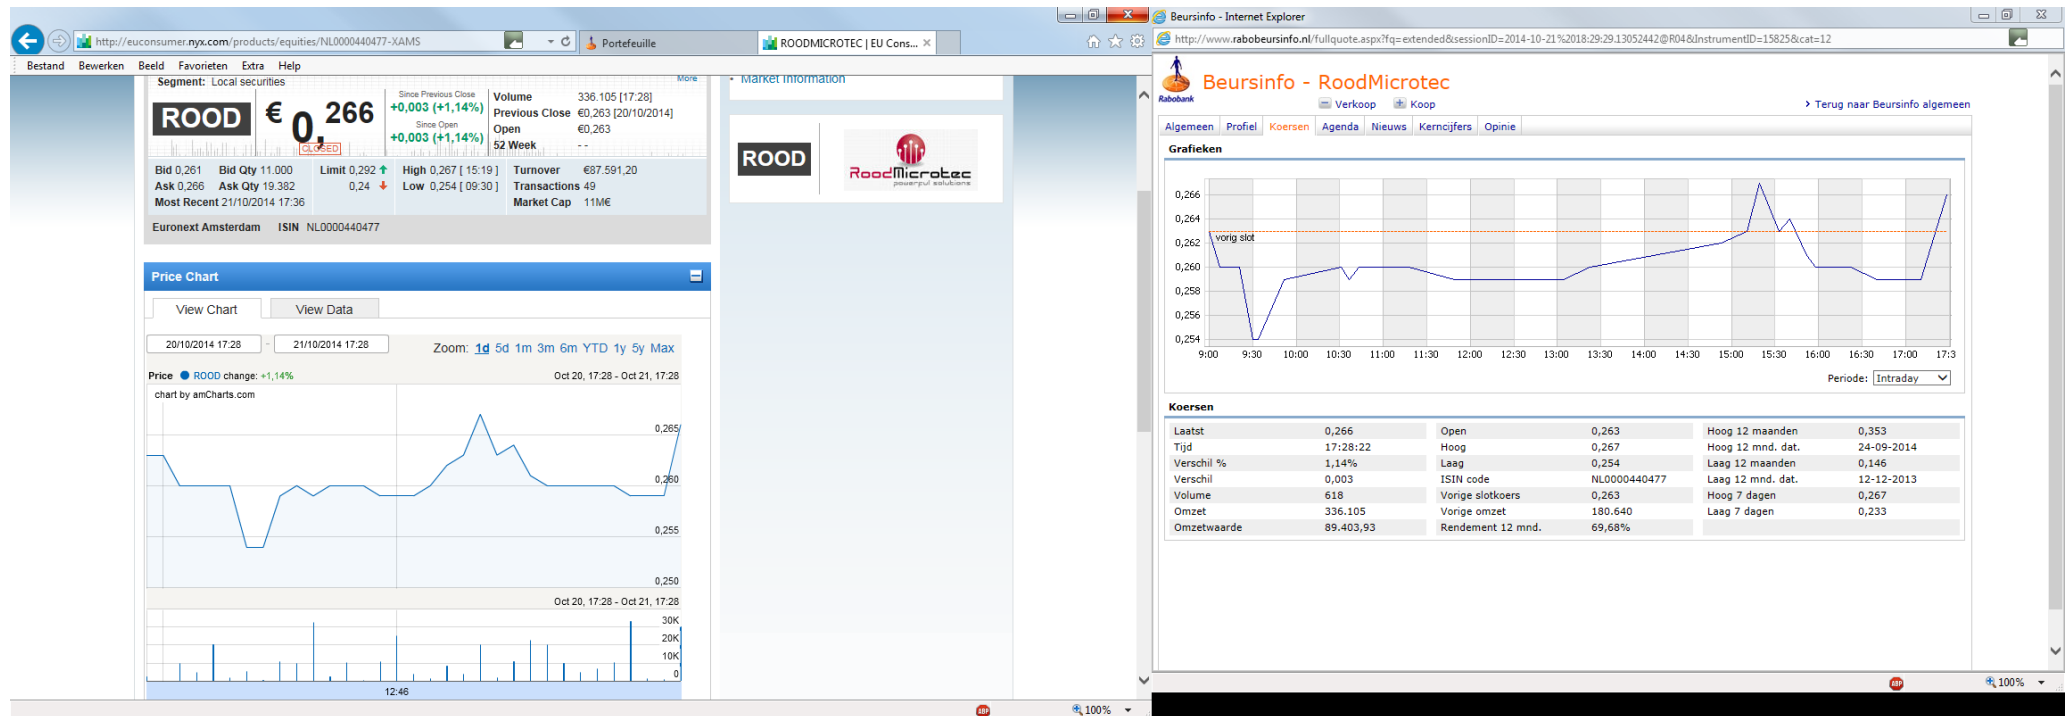 http://euconsumer.nyx.com/products/equities/NL0000440477-XAMS
Portefeuille
ROODMICROTEC | EU Cons...
Bestand Bewerken Beeld Favorieten Extra Help
Segment: Local securities
More
ROOD
€ 0,266
CLOSED
Since Previous Close
+0,003 (+1,14%)
Since Open
+0,003 (+1,14%)
Volume 336.105 [17:28]
Previous Close €0,263 [20/10/2014]
Open €0,263
52 Week - -
Bid 0,261 Bid Qty 11.000 Limit 0,292 High 0,267 [ 15:19 ] Turnover €87.591,20
Ask 0,266 Ask Qty 19.382 0,24 Low 0,254 [ 09:30 ] Transactions 49
Most Recent 21/10/2014 17:36 Market Cap 11M€
Euronext Amsterdam ISIN NL0000440477
Price Chart
View Chart View Data
20/10/2014 17:28 - 21/10/2014 17:28 Zoom: 1d 5d 1m 3m 6m YTD 1y 5y Max
Price ROOD change: +1,14% Oct 20, 17:28 - Oct 21, 17:28
chart by amCharts.com
0,265
0,260
0,255
0,250
Oct 20, 17:28 - Oct 21, 17:28
30K
20K
10K
0
12:46
Market Information
ROOD
RoodMicrotec
powerful solutions
ABP
100%
Beursinfo - Internet Explorer
http://www.rabobeursinfo.nl/fullquote.aspx?fq=extended&sessionID=2014-10-21%2018:29:29.13052442@R04&InstrumentID=15825&cat=12
Rabobank
Beursinfo - RoodMicrotec
Verkoop Koop
Terug naar Beursinfo algemeen
Algemeen Profiel Koersen Agenda Nieuws Kerncijfers Opinie
Grafieken
0,266
0,264
0,262
0,260
0,258
0,256
0,254
vorig slot
9:00 9:30 10:00 10:30 11:00 11:30 12:00 12:30 13:00 13:30 14:00 14:30 15:00 15:30 16:00 16:30 17:00 17:3
Periode: Intraday
Koersen
Laatst 0,266 Open 0,263 Hoog 12 maanden 0,353
Tijd 17:28:22 Hoog 0,267 Hoog 12 mnd. dat. 24-09-2014
Verschil % 1,14% Laag 0,254 Laag 12 maanden 0,146
Verschil 0,003 ISIN code NL0000440477 Laag 12 mnd. dat. 12-12-2013
Volume 618 Vorige slotkoers 0,263 Hoog 7 dagen 0,267
Omzet 336.105 Vorige omzet 180.640 Laag 7 dagen 0,233
Omzetwaarde 89.403,93 Rendement 12 mnd. 69,68%
ABP
100%